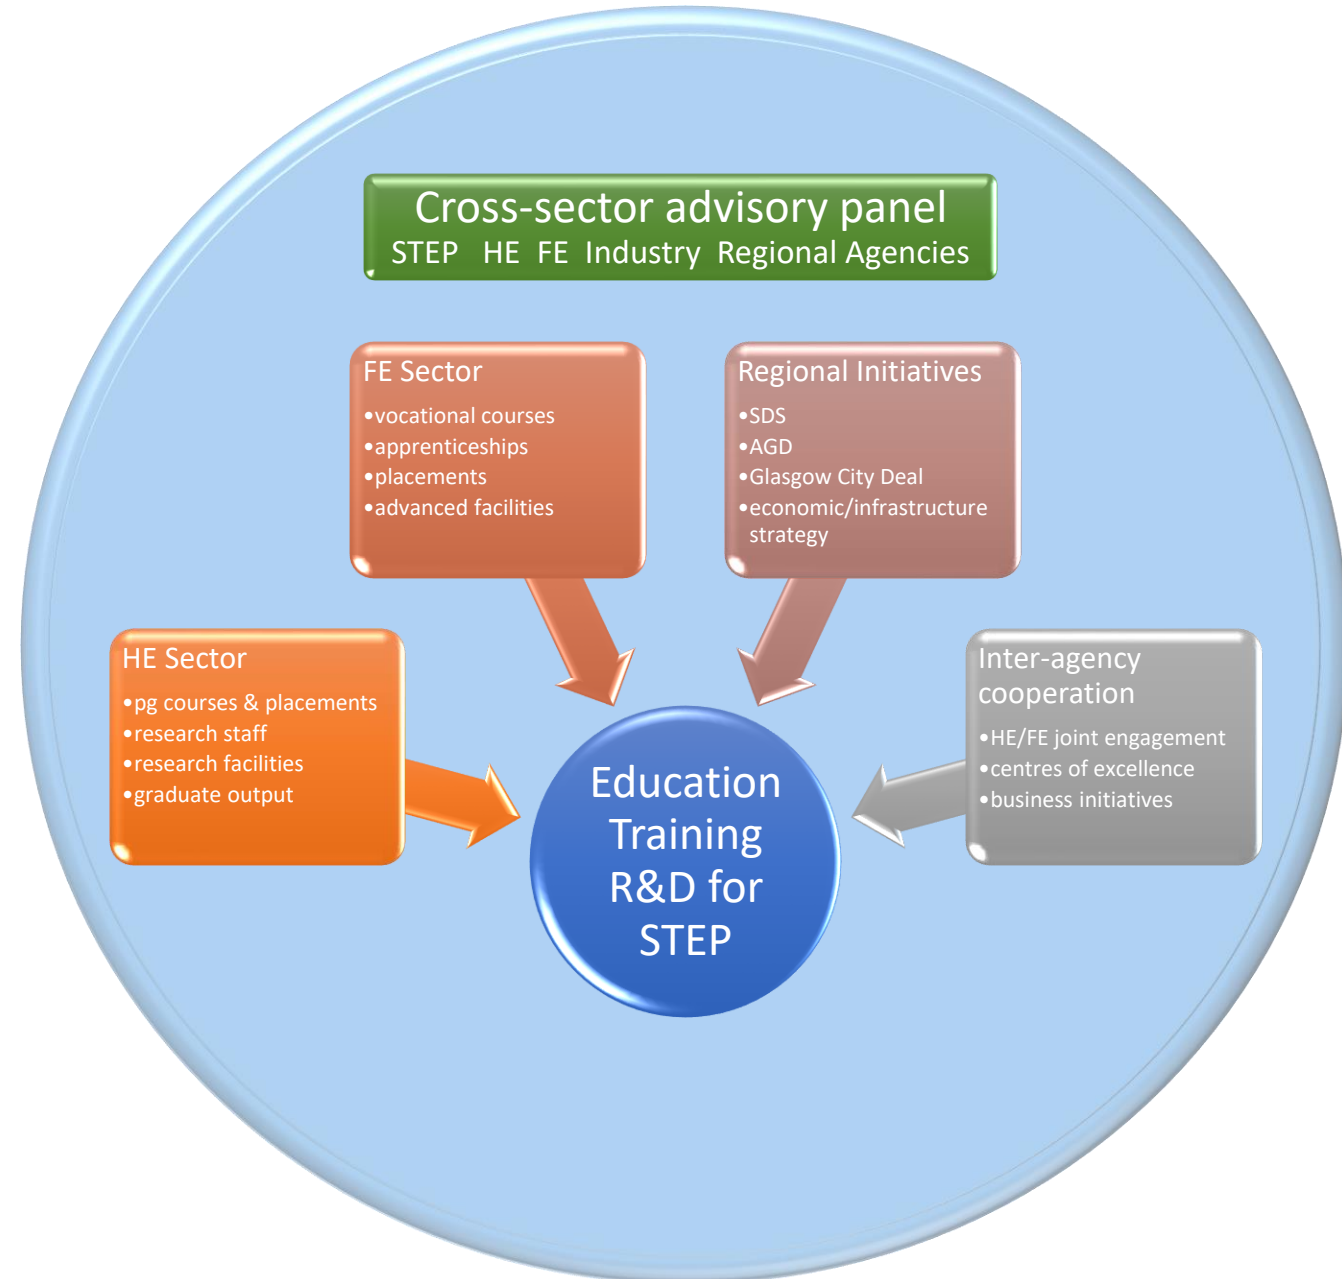 Cross-sector advisory panel
STEP HE FE Industry Regional Agencies
FE Sector
•vocational courses
•apprenticeships
•placements
•advanced facilities
Regional Initiatives
•SDS
•AGD
•Glasgow City Deal
•economic/infrastructure
strategy
HE Sector
•pg courses & placements
•research staff
•research facilities
•graduate output
Inter-agency
cooperation
•HE/FE joint engagement
•centres of excellence
•business initiatives
Education
Training
R&D for
STEP